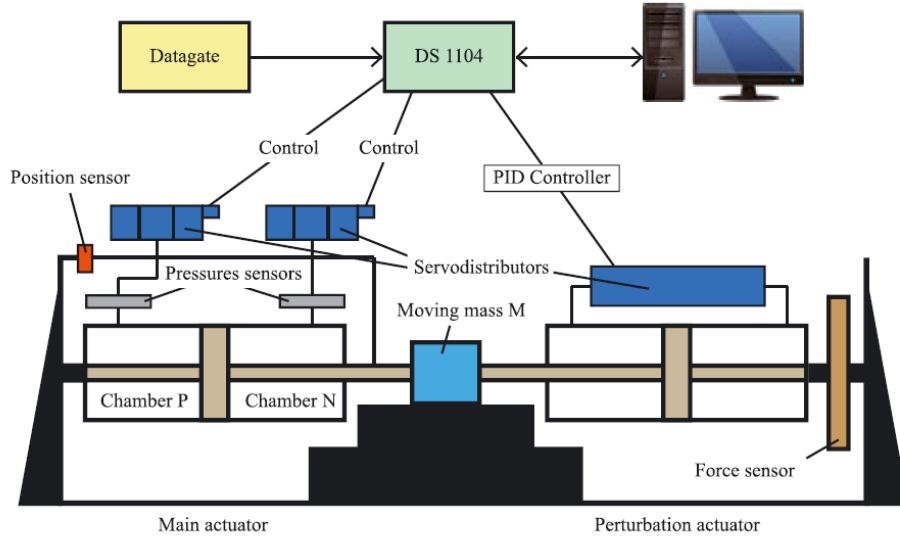 Datagate
DS 1104
Control
Control
Position sensor
PID Controller
Pressures sensors
Servodistributors
Moving mass M
Chamber P
Chamber N
Force sensor
Main actuator
Perturbation actuator